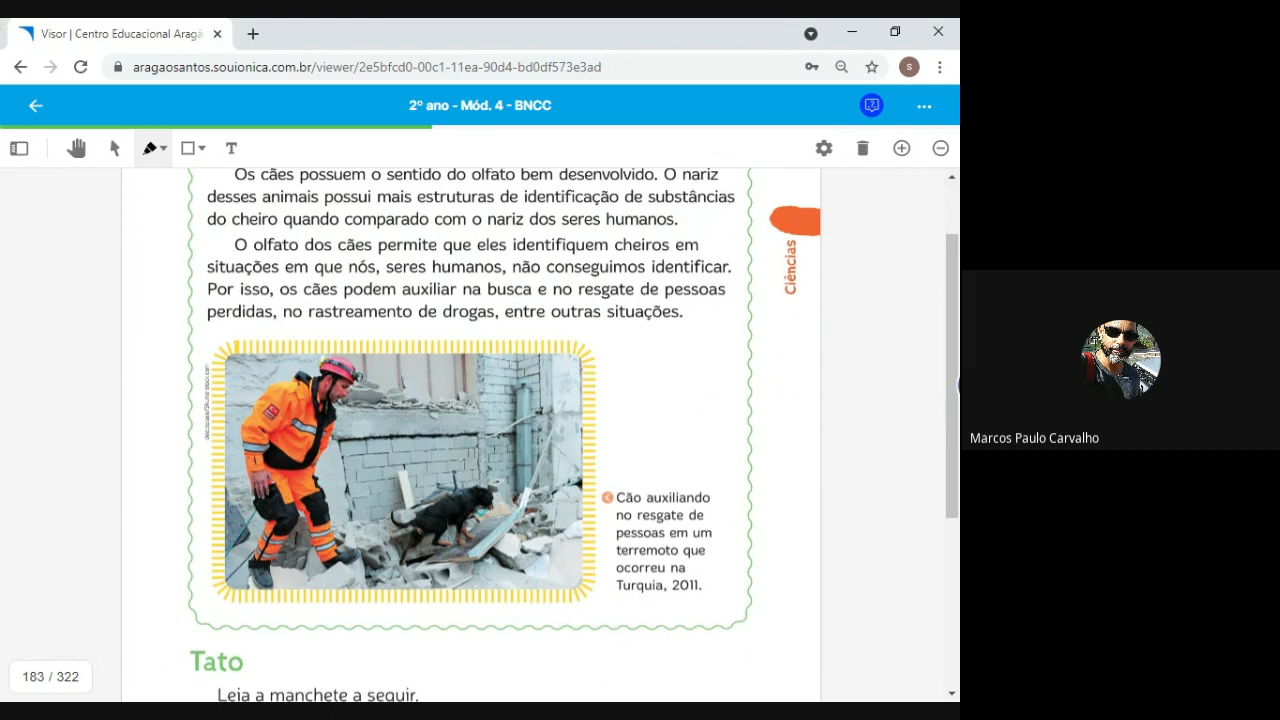 Visor | Centro Educacional Aragã
aragaosantos.souionica.com.br/viewer/2e5bfcd0-00c1-11ea-90d4-bd0df573e3ad
s
2º ano - Mód. 4 - BNCC
T
Os cães possuem o sentido do olfato bem desenvolvido. O nariz
desses animais possui mais estruturas de identificação de substâncias
do cheiro quando comparado com o nariz dos seres humanos.
O olfato dos cães permite que eles identifiquem cheiros em
situações em que nós, seres humanos, não conseguimos identificar.
Por isso, os cães podem auxiliar na busca e no resgate de pessoas
perdidas, no rastreamento de drogas, entre outras situações.
Ciências
Cão auxiliando
no resgate de
pessoas em um
terremoto que
ocorreu na
Turquia, 2011.
Tato
Leia a manchete a seguir.
183 / 322
Marcos Paulo Carvalho